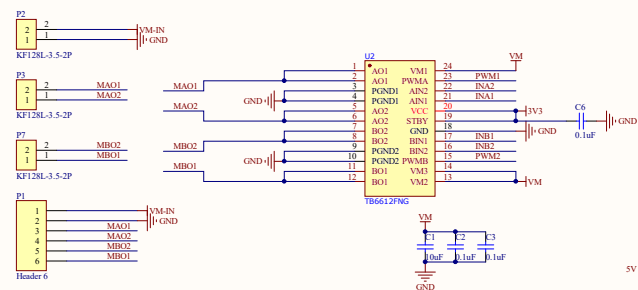 P2
2
1
VM-IN
GND
KF128L-3.5-2P
P3
2
1
MAO1
MAO2
KF128L-3.5-2P
P7
2
1
MBO2
MBO1
KF128L-3.5-2P
P1
1
2
3
4
5
6
VM-IN
GND
MAO1
MAO2
MBO2
MBO1
Header 6
MAO1
GND
MAO2
MBO2
GND
MBO1
U2
1 AO1 VM1 24
2 AO1 PWMA 23 PWM1
3 PGND1 AIN2 22 INA2
4 PGND1 AIN1 21 INA1
5 AO2 VCC 20
6 AO2 STBY 19
7 BO2 GND 18
8 BO2 BIN1 17 INB1
9 PGND2 BIN2 16 INB2
10 PGND2 PWMB 15 PWM2
11 BO1 VM3 14
12 BO1 VM2 13
TB6612FNG
VM
3V3
GND
VM
C6
0.1uF
GND
VM
C1
10uF
C2
0.1uF
C3
0.1uF
GND
5V